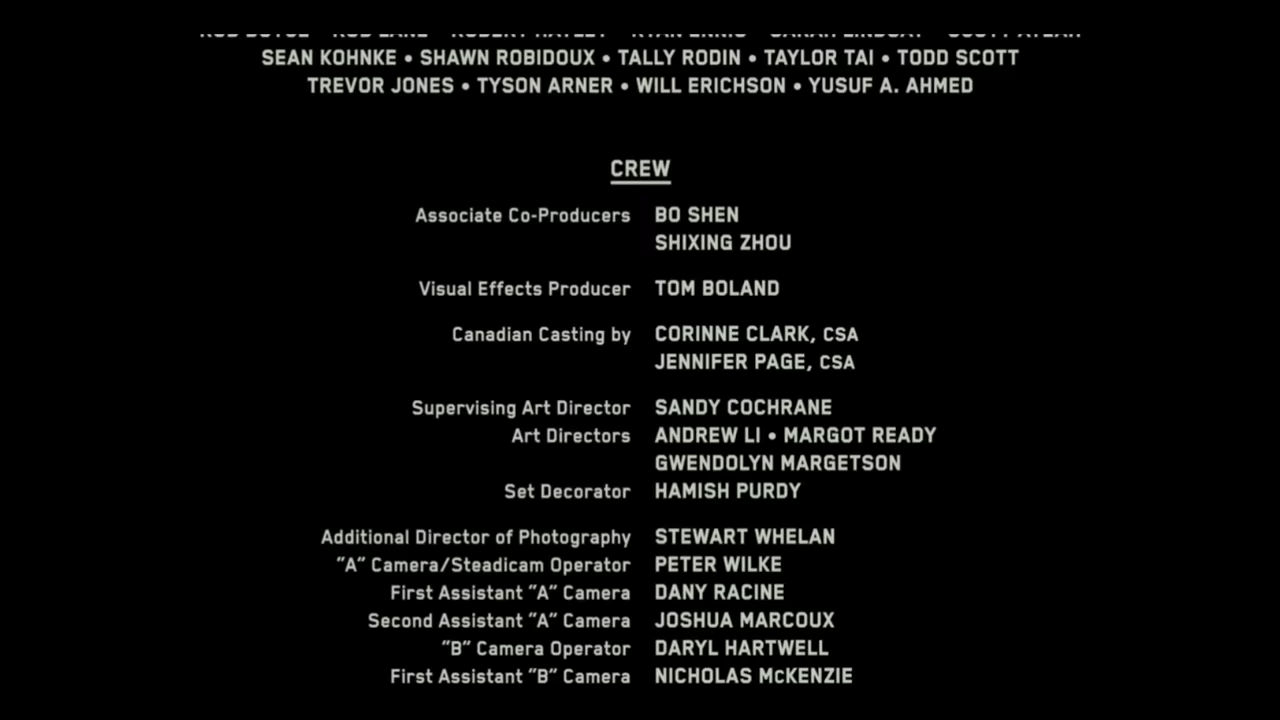 SEAN KOHNKE • SHAWN ROBIDOUX • TALLY RODIN • TAYLOR TAI • TODD SCOTT
TREVOR JONES • TYSON ARNER • WILL ERICHSON • YUSUF A. AHMED
CREW
Associate Co-Producers BO SHEN
SHIXING ZHOU
Visual Effects Producer TOM BOLAND
Canadian Casting by CORINNE CLARK, CSA
JENNIFER PAGE, CSA
Supervising Art Director SANDY COCHRANE
Art Directors ANDREW LI • MARGOT READY
GWENDOLYN MARGETSON
Set Decorator HAMISH PURDY
Additional Director of Photography STEWART WHELAN
"A" Camera/Steadicam Operator PETER WILKE
First Assistant "A" Camera DANY RACINE
Second Assistant "A" Camera JOSHUA MARCOUX
"B" Camera Operator DARYL HARTWELL
First Assistant "B" Camera NICHOLAS McKENZIE